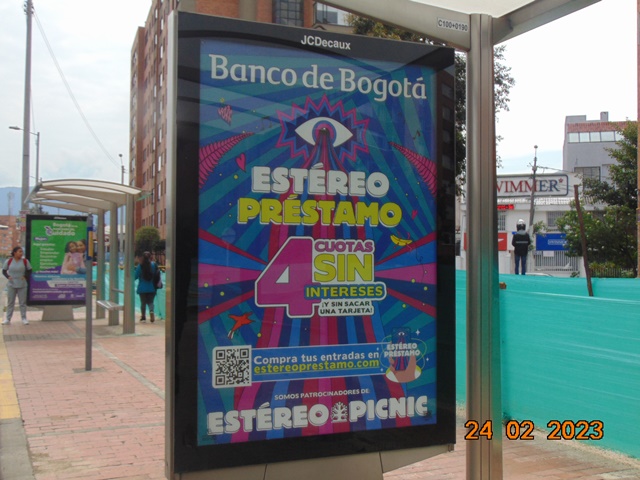 C100+0190
JCDecaux
Banco de Bogotá
ESTÉREO
PRÉSTAMO
4 CUOTAS
SIN
INTERESES
¡Y SIN SACAR
UNA TARJETA!
Compra tus entradas en
estereoprestamo.com
ESTÉREO
PRÉSTAMO
SOMOS PATROCINADORES DE
ESTÉREO PICNIC
WIMMER
24 02 2023